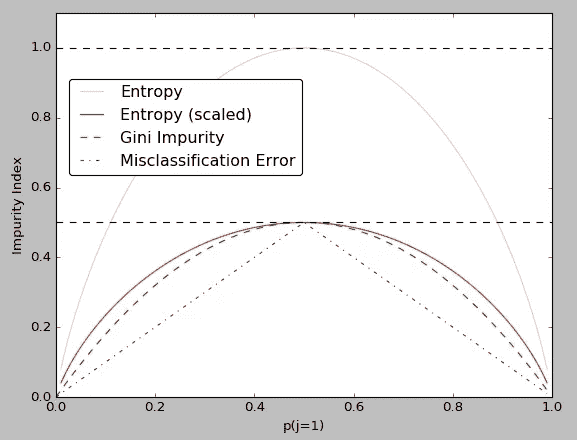 1.0
0.8
0.6
0.4
0.2
0.0
Impurity Index
Entropy
Entropy (scaled)
Gini Impurity
Misclassification Error
0.0 0.2 0.4 0.6 0.8 1.0
p(j=1)